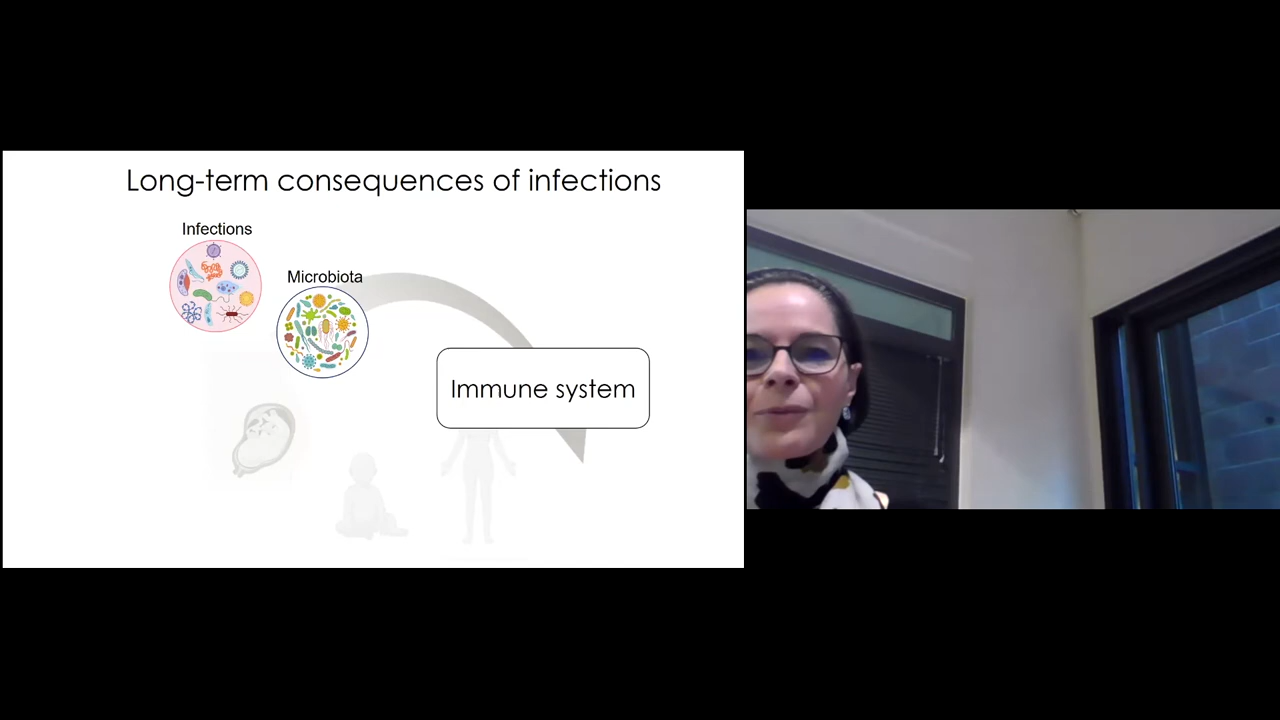 Long-term consequences of infections
Infections
Microbiota
Immune system